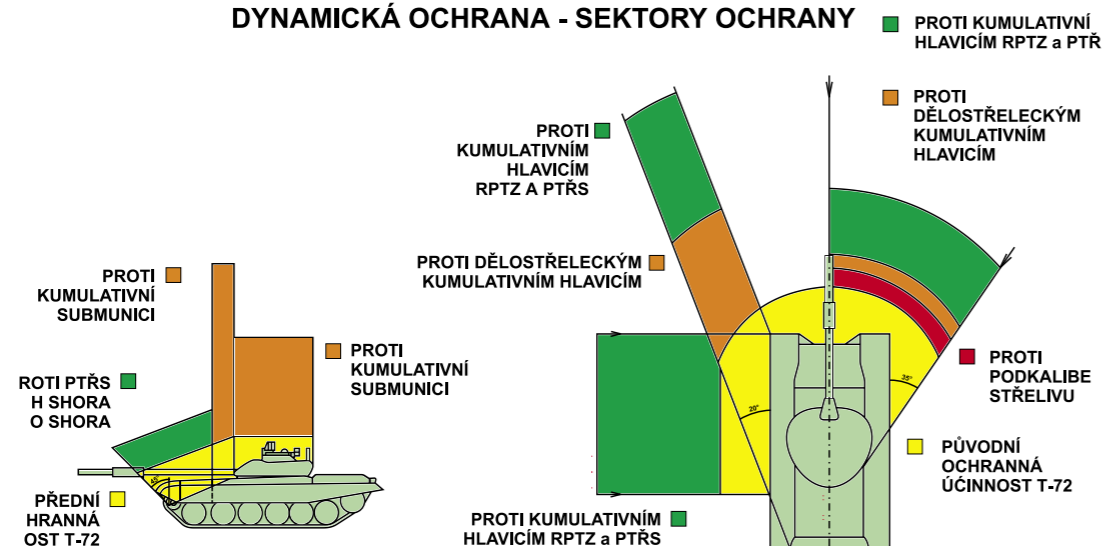 DYNAMICKÁ OCHRANA - SEKTORY OCHRANY
PROTI KUMULATIVNÍ
HLAVICÍM RPTZ a PTŘ
PROTI
DĚLOSTŘELECKÝM
KUMULATIVNÍM
HLAVICÍM
PROTI
KUMULATIVNÍM
HLAVICÍM
RPTZ A PTŘS
PROTI DĚLOSTŘELECKÝM
KUMULATIVNÍM HLAVICÍM
PROTI
KUMULATIVNÍ
SUBMUNICI
PROTI
KUMULATIVNÍ
SUBMUNICI
ROTI PTŘS
H SHORA
O SHORA
PŘEDNÍ
HRANNÁ
OST T-72
PROTI
PODKALIBE
STŘELIVU
PŮVODNÍ
OCHRANNÁ
ÚČINNOST T-72
PROTI KUMULATIVNÍM
HLAVICÍM RPTZ a PTŘS
20°
35°